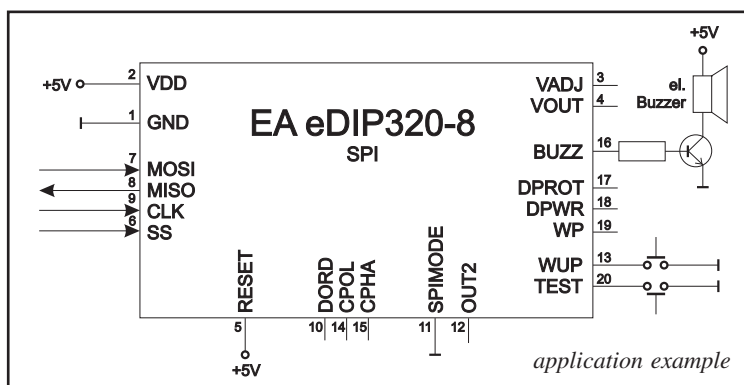 +5V
2 VDD
+5V
1 GND
EA eDIP320-8
SPI
7 MOSI
8 MISO
9 CLK
6 SS
VADJ 3
VOUT 4
el.
Buzzer
BUZZ 16
DPROT 17
DPWR 18
WP 19
WUP 13
TEST 20
RESET
DORD
CPOL
CPHA
SPIMODE
OUT2
5
10
14
15
11
12
+5V
application example